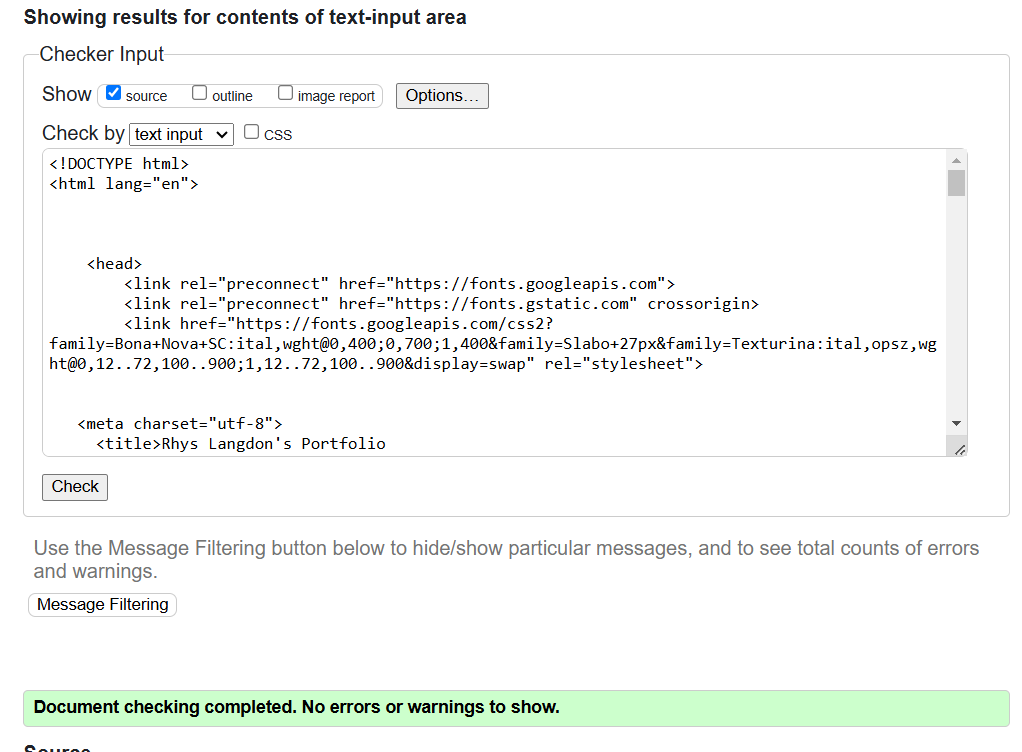 Showing results for contents of text-input area
Checker Input
Show source outline image report Options...
Check by text input CSS
<!DOCTYPE html>
<html lang="en">
<head>
<link rel="preconnect" href="https://fonts.googleapis.com">
<link rel="preconnect" href="https://fonts.gstatic.com" crossorigin>
<link href="https://fonts.googleapis.com/css2?
family=Bona+Nova+SC:ital,wght@0,400;0,700;1,400&family=Slabo+27px&family=Texturina:ital,opsz,wg
ht@0,12..72,100..900;1,12..72,100..900&display=swap" rel="stylesheet">
<meta charset="utf-8">
<title>Rhys Langdon's Portfolio
Check
Use the Message Filtering button below to hide/show particular messages, and to see total counts of errors
and warnings.
Message Filtering
Document checking completed. No errors or warnings to show.
Source